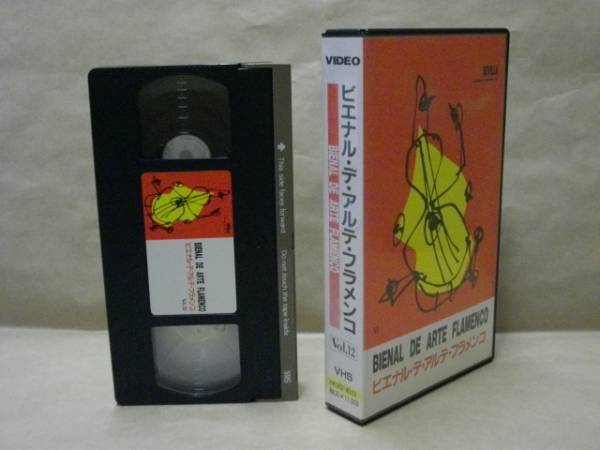 This side faces forward
Do not touch the tape inside
VHS
BIENAL DE ARTE FLAMENCO
ビエナル・デ・アルテ・フラメンコ
VIDEO
ビエナル・デ・アルテ・フラメンコ
BIENAL DE ARTE FLAMENCO
Vol.12
VHS
SEVILLA
BIENAL DE ARTE FLAMENCO
ビエナル・デ・アルテ・フラメンコ